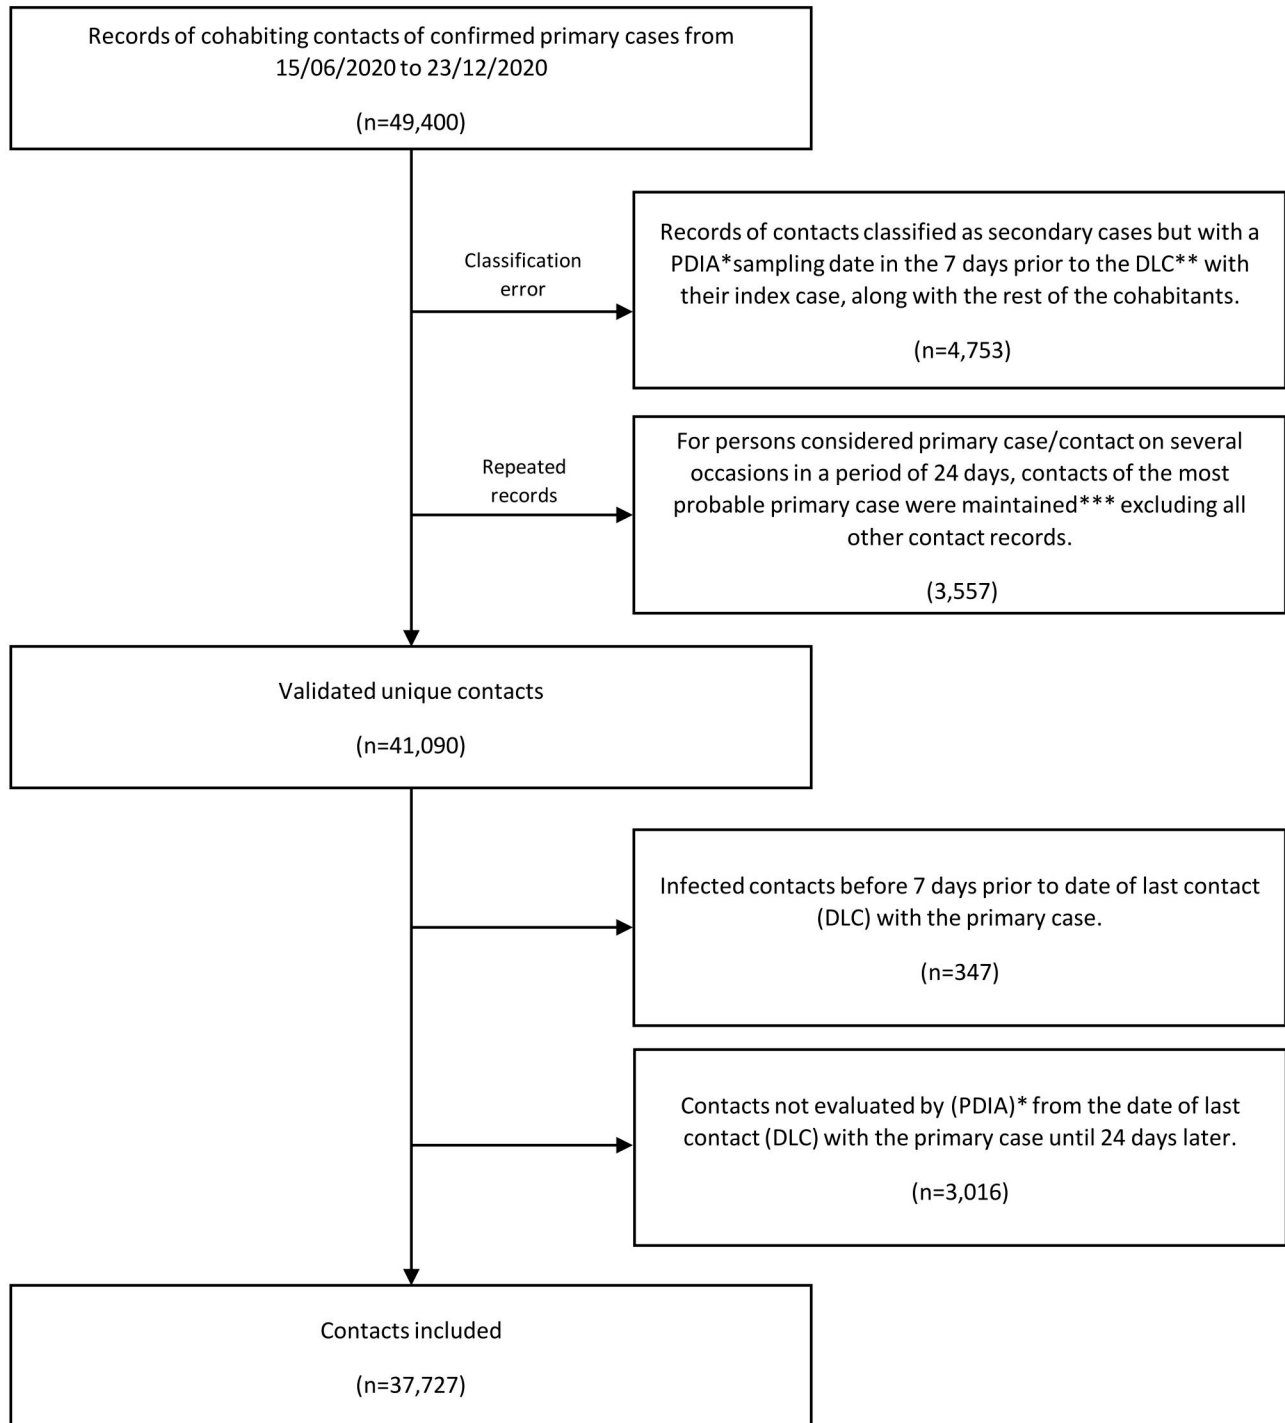 Records of cohabiting contacts of confirmed primary cases from
15/06/2020 to 23/12/2020
(n=49,400)
Classification
error
Records of contacts classified as secondary cases but with a
PDIA*sampling date in the 7 days prior to the DLC** with
their index case, along with the rest of the cohabitants.
(n=4,753)
Repeated
records
For persons considered primary case/contact on several
occasions in a period of 24 days, contacts of the most
probable primary case were maintained*** excluding all
other contact records.
(3,557)
Validated unique contacts
(n=41,090)
Infected contacts before 7 days prior to date of last contact
(DLC) with the primary case.
(n=347)
Contacts not evaluated by (PDIA)* from the date of last
contact (DLC) with the primary case until 24 days later.
(n=3,016)
Contacts included
(n=37,727)